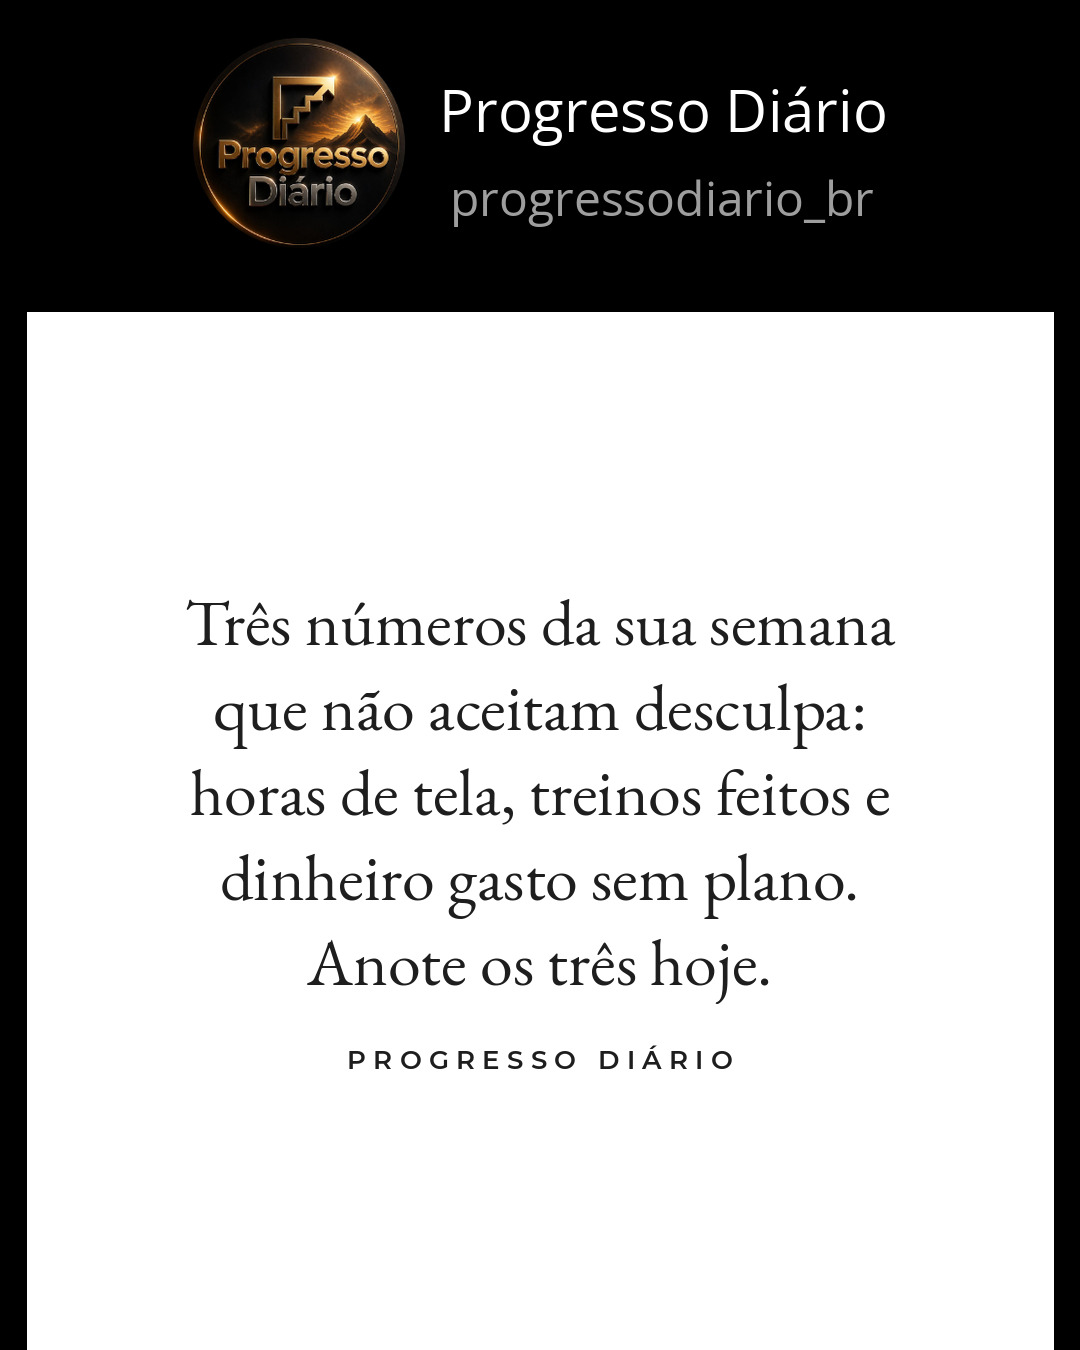 Progresso
Diário
Progresso Diário
progressodiario_br
Três números da sua semana
que não aceitam desculpa:
horas de tela, treinos feitos e
dinheiro gasto sem plano.
Anote os três hoje.
PROGRESSO DIÁRIO